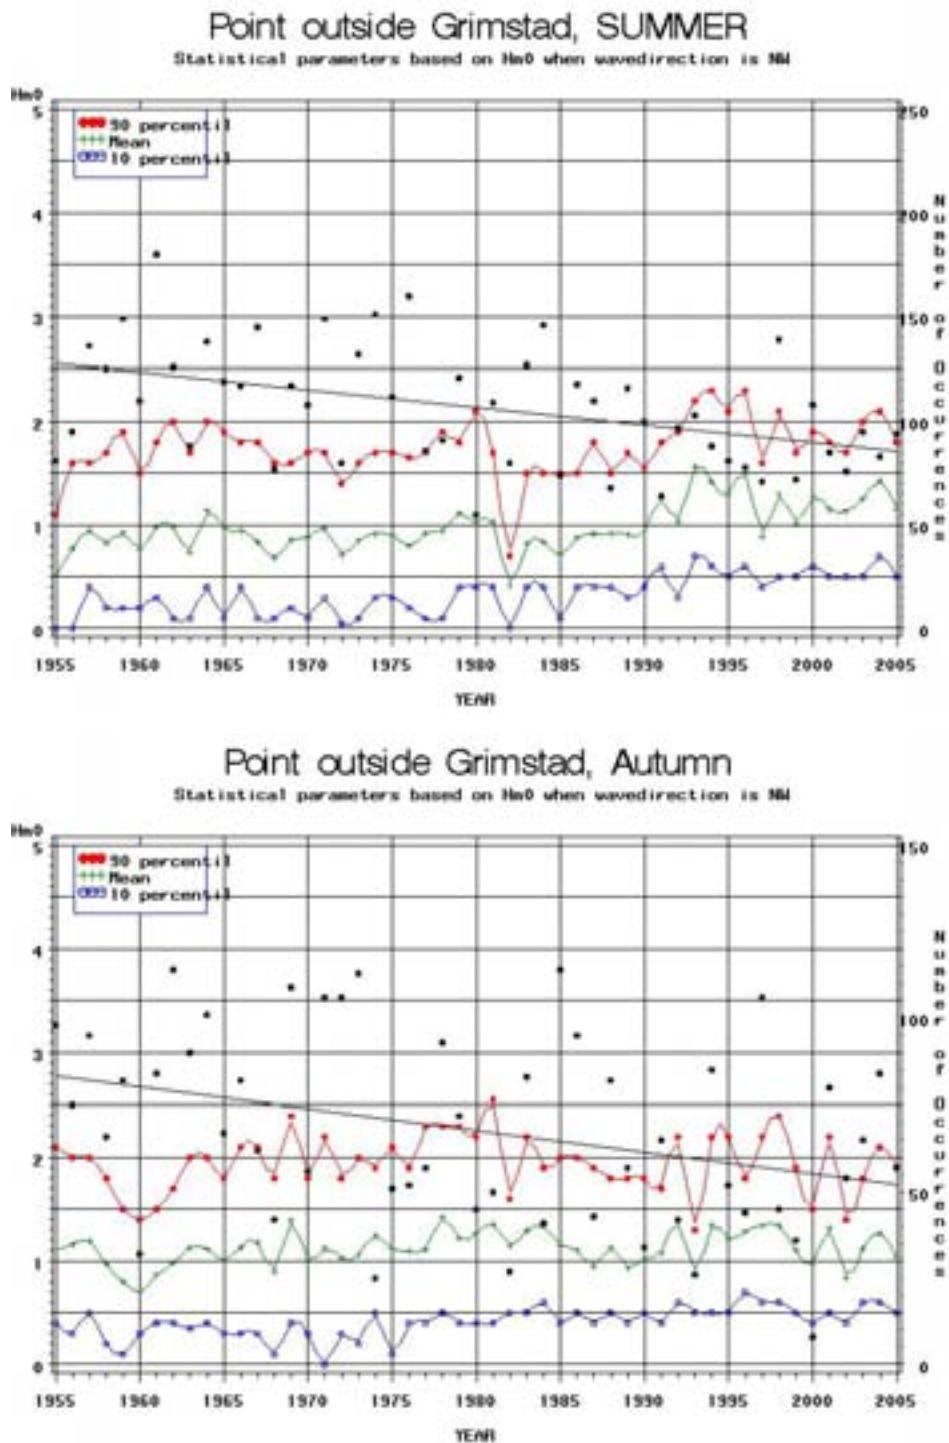 Point outside Grimstad, SUMMER
Statistical parameters based on Hm0 when wavedirection is NW
Hm0
90 percentil
Mean
10 percentil
5
4
3
2
1
0
250
200
150
100
50
0
Number of Occurrences
1955 1960 1965 1970 1975 1980 1985 1990 1995 2000 2005
YEAR
Point outside Grimstad, Autumn
Statistical parameters based on Hm0 when wavedirection is NW
Hm0
90 percentil
Mean
10 percentil
5
4
3
2
1
0
150
100
50
0
Number of Occurrences
1955 1960 1965 1970 1975 1980 1985 1990 1995 2000 2005
YEAR